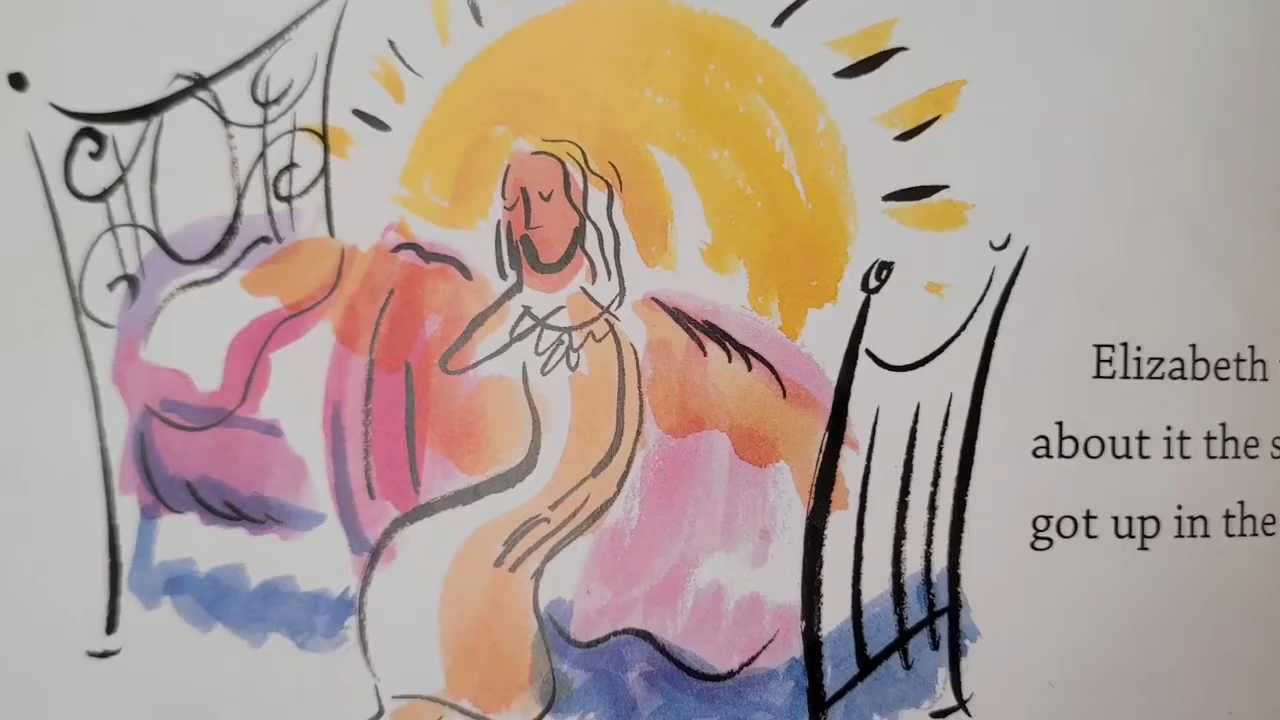 Elizabeth
about it the
got up in the